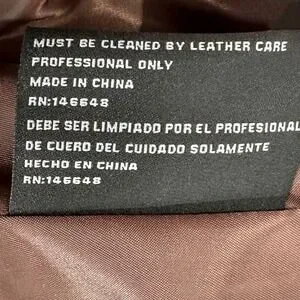 MUST BE CLEANED BY LEATHER CARE
PROFESSIONAL ONLY
MADE IN CHINA
RN:146648
DEBE SER LIMPIADO POR EL PROFESIONAL
DE CUERO DEL CUIDADO SOLAMENTE
HECHO EN CHINA
RN:146648